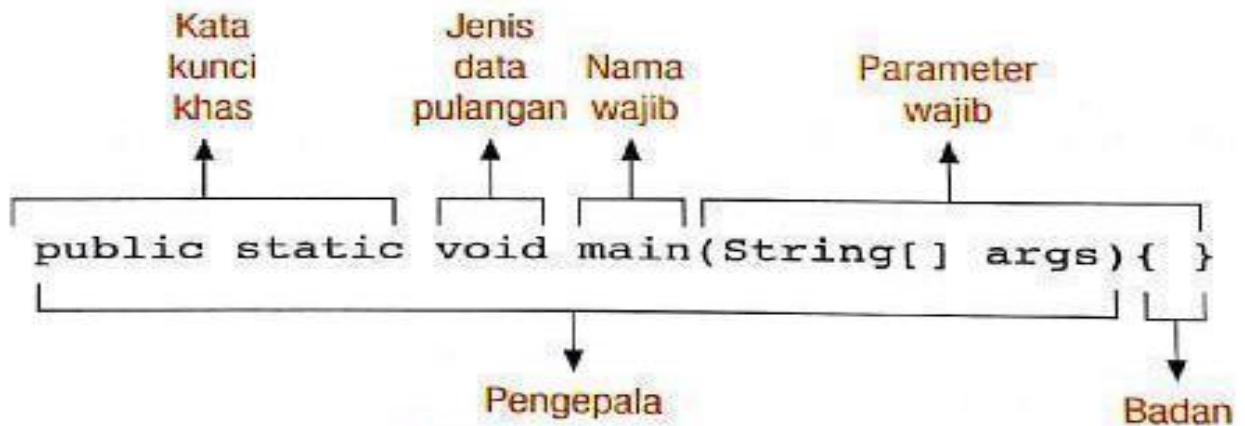 Kata
kunci
khas
Jenis
data
pulangan
Nama
wajib
Parameter
wajib
public static void main(String[] args){ }
Pengepala
Badan